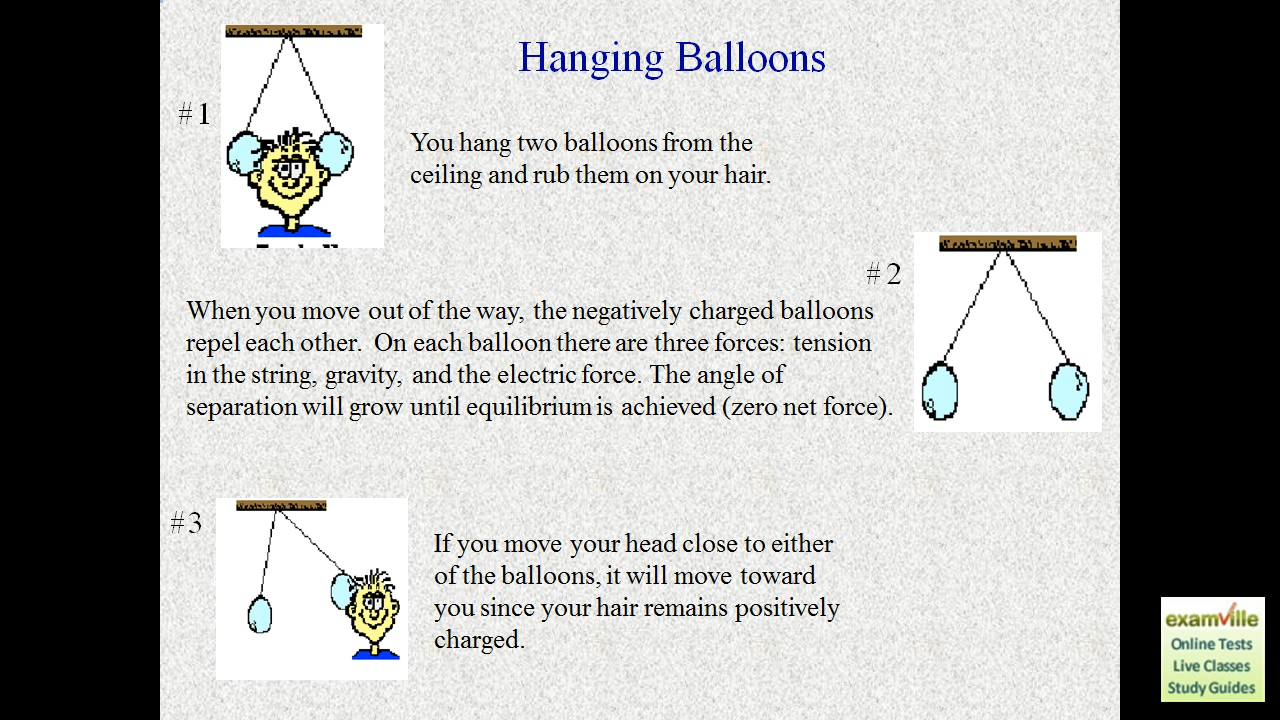 Hanging Balloons
#1
You hang two balloons from the
ceiling and rub them on your hair.
#2
When you move out of the way, the negatively charged balloons
repel each other.  On each balloon there are three forces: tension
in the string, gravity, and the electric force. The angle of
separation will grow until equilibrium is achieved (zero net force).
#3
If you move your head close to either
of the balloons, it will move toward
you since your hair remains positively
charged.
examville
Online Tests
Live Classes
Study Guides